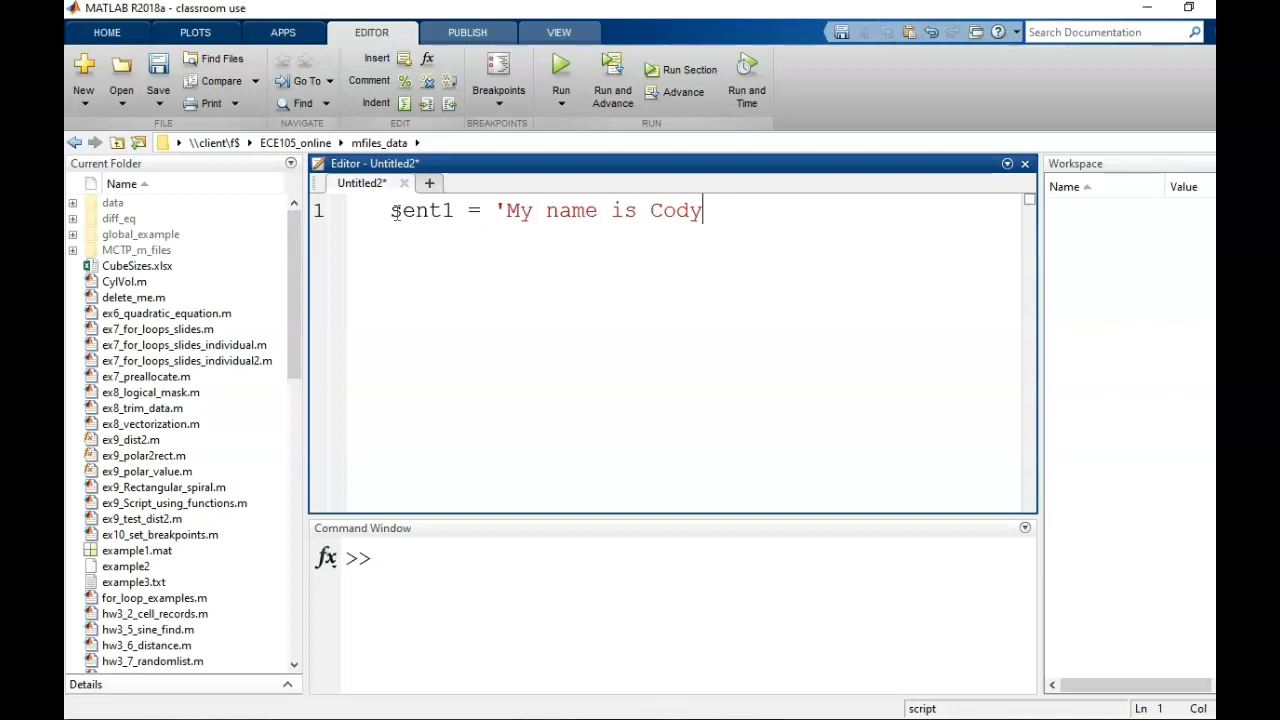 MATLAB R2018a - classroom use
HOME PLOTS APPS EDITOR PUBLISH VIEW Search Documentation
New Open Save Find Files Compare Print
Go To Find
Insert Comment Indent
Breakpoints
Run Run and Advance Run Section Advance Run and Time
FILE NAVIGATE EDIT BREAKPOINTS RUN
\\client\f$ ECE105_online mfiles_data
Current Folder
Name
data
diff_eq
global_example
MCTP_m_files
CubeSizes.xlsx
CylVol.m
delete_me.m
ex6_quadratic_equation.m
ex7_for_loops_slides.m
ex7_for_loops_slides_individual.m
ex7_for_loops_slides_individual2.m
ex7_preallocate.m
ex8_logical_mask.m
ex8_trim_data.m
ex8_vectorization.m
ex9_dist2.m
ex9_polar2rect.m
ex9_polar_value.m
ex9_Rectangular_spiral.m
ex9_Script_using_functions.m
ex9_test_dist2.m
ex10_set_breakpoints.m
example1.mat
example2
example3.txt
for_loop_examples.m
hw3_2_cell_records.m
hw3_5_sine_find.m
hw3_6_distance.m
hw3_7_randomlist.m
Details
Editor - Untitled2*
Untitled2*
1 sent1 = 'My name is Cody
Command Window
fx >>
Workspace
Name Value
script Ln 1 Col